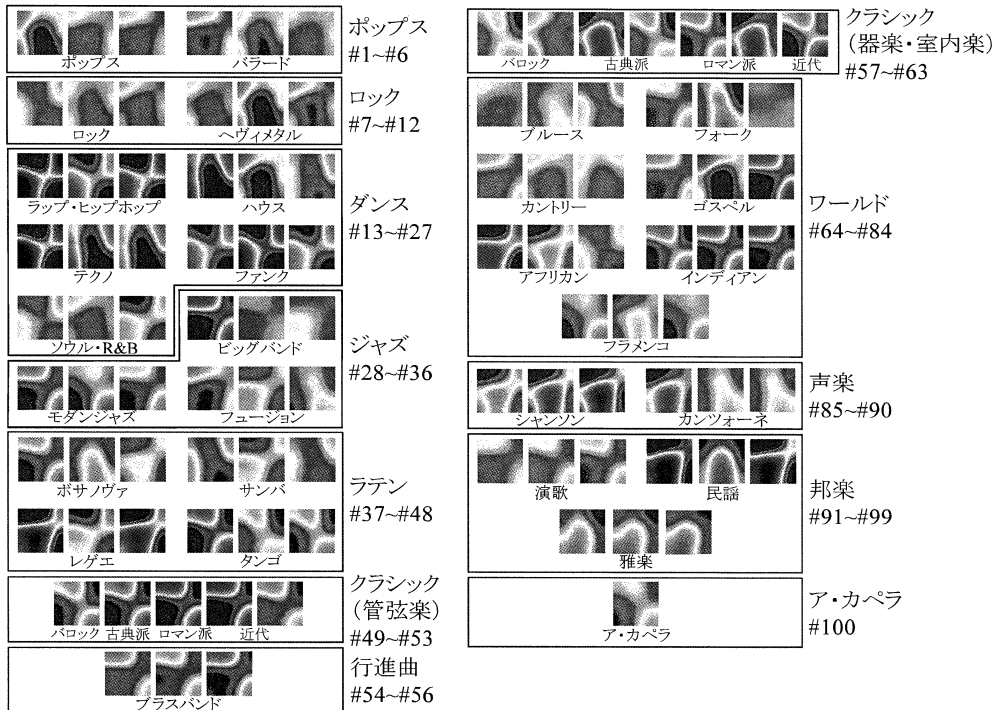 ポップス バラード
ポップス
#1~#6
ロック ヘヴィメタル
ロック
#7~#12
ラップ・ヒップホップ ハウス
テクノ ファンク
ソウル・R&B
ダンス
#13~#27
ビッグバンド
モダンジャズ フュージョン
ジャズ
#28~#36
ボサノヴァ サンバ
レゲエ タンゴ
ラテン
#37~#48
バロック 古典派 ロマン派 近代
クラシック
(管弦楽)
#49~#53
ブラスバンド
行進曲
#54~#56
バロック 古典派 ロマン派 近代
クラシック
(器楽・室内楽)
#57~#63
ブルース フォーク
カントリー ゴスペル
アフリカン インディアン
フラメンコ
ワールド
#64~#84
シャンソン カンツォーネ
声楽
#85~#90
演歌 民謡
雅楽
邦楽
#91~#99
ア・カペラ
ア・カペラ
#100